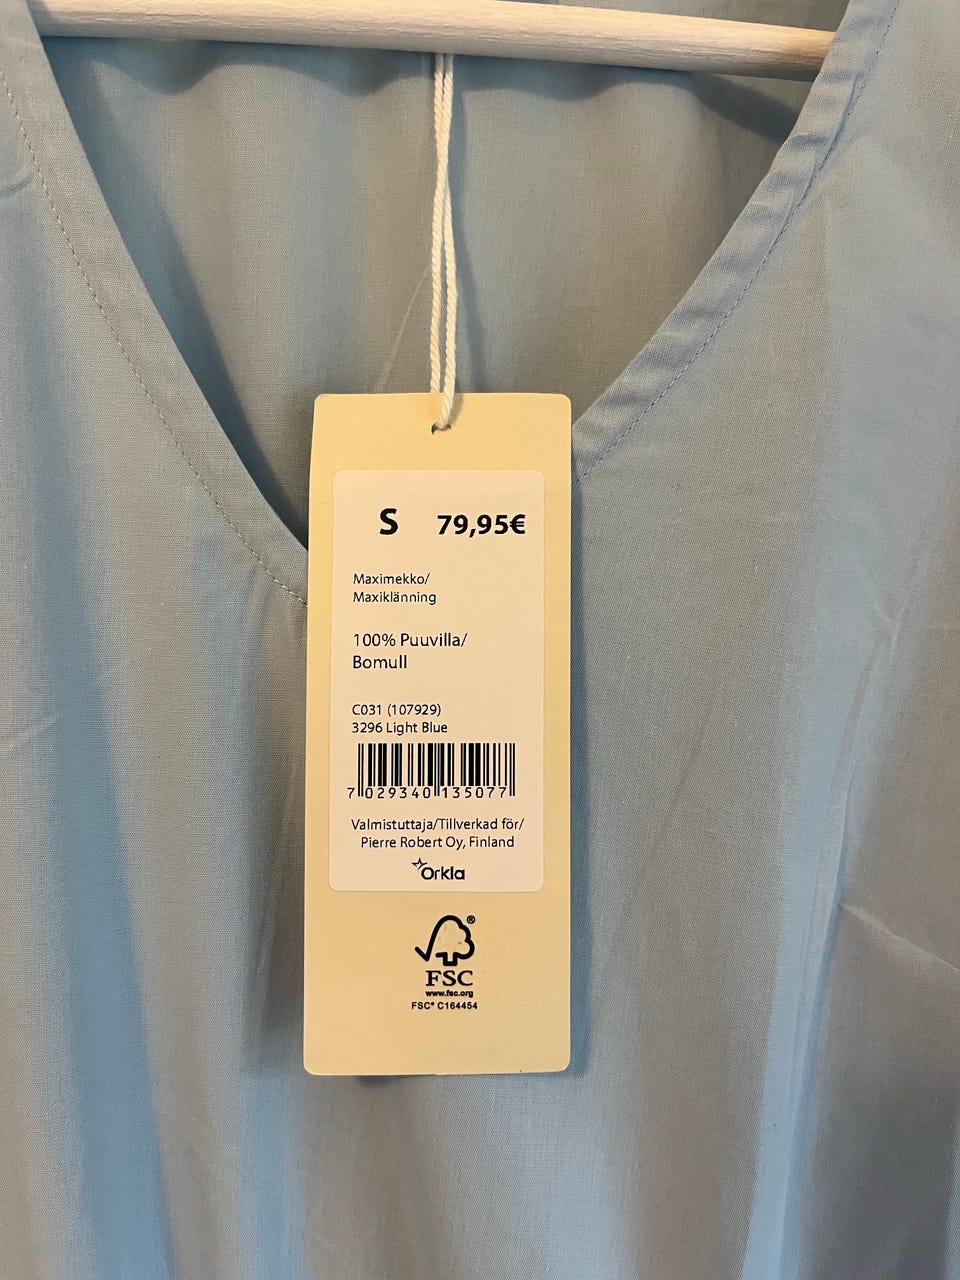 S 79,95€
Maximekko/
Maxiklänning
100% Puuvilla/
Bomull
C031 (107929)
3296 Light Blue
7 029340 135077
Valmistuttaja/Tillverkad för/
Pierre Robert Oy, Finland
Orkla
®
FSC
www.fsc.org
FSC® C164454